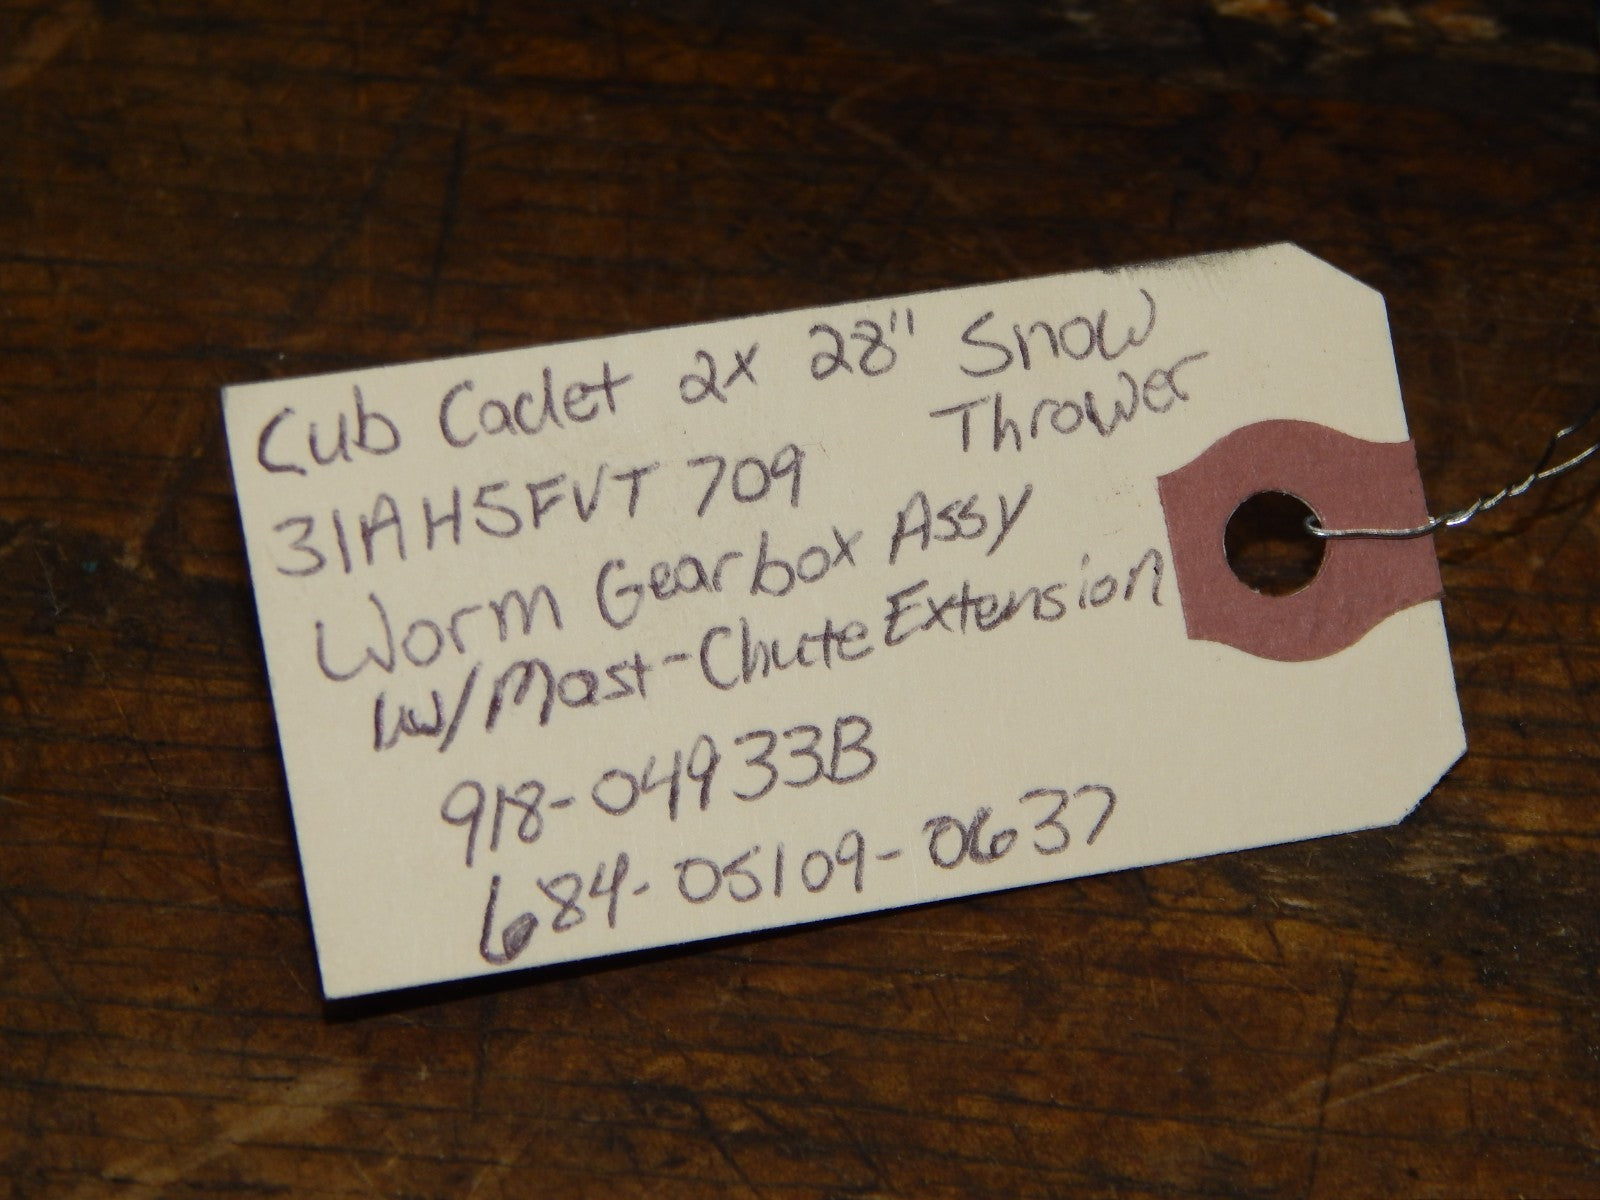 Cub Cadet 2x 28" Snow
Thrower
31AH5FVT 709
Worm Gearbox Assy
w/Mast-Chute Extension
918-04933B
684-05109-0637